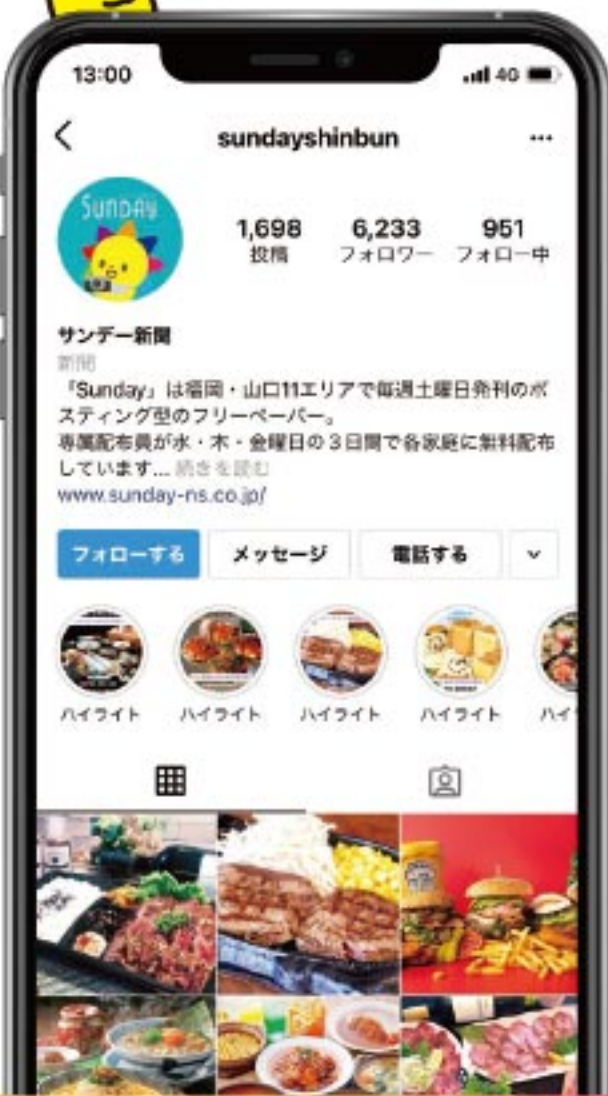 13:00
4G
sundayshinbun
SUNDAY
1,698
投稿
6,233
フォロワー
951
フォロー中
サンデー新聞
新聞
「Sunday」は福岡・山口11エリアで毎週土曜日発刊のポ
スティング型のフリーペーパー。
専属配布員が水・木・金曜日の3日間で各家庭に無料配布
しています... 続きを読む
www.sunday-ns.co.jp/
フォローする
メッセージ
電話する
ハイライト
ハイライト
ハイライト
ハイライト
ハイ